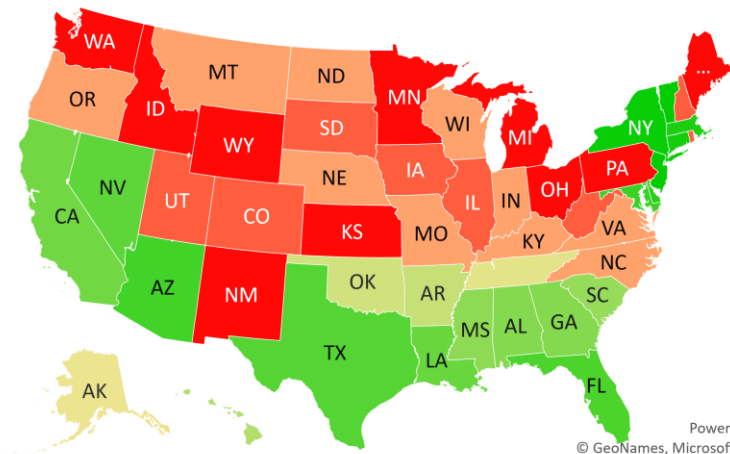 WA
MT
ND
MN
...
OR
ID
WI
NY
SD
MI
WY
IA
PA
NE
OH
NV
UT
IL
IN
CA
CO
VA
KS
MO
KY
NC
AZ
OK
NM
AR
SC
MS
AL
GA
TX
LA
FL
AK
Power
© GeoNames, Microsoft